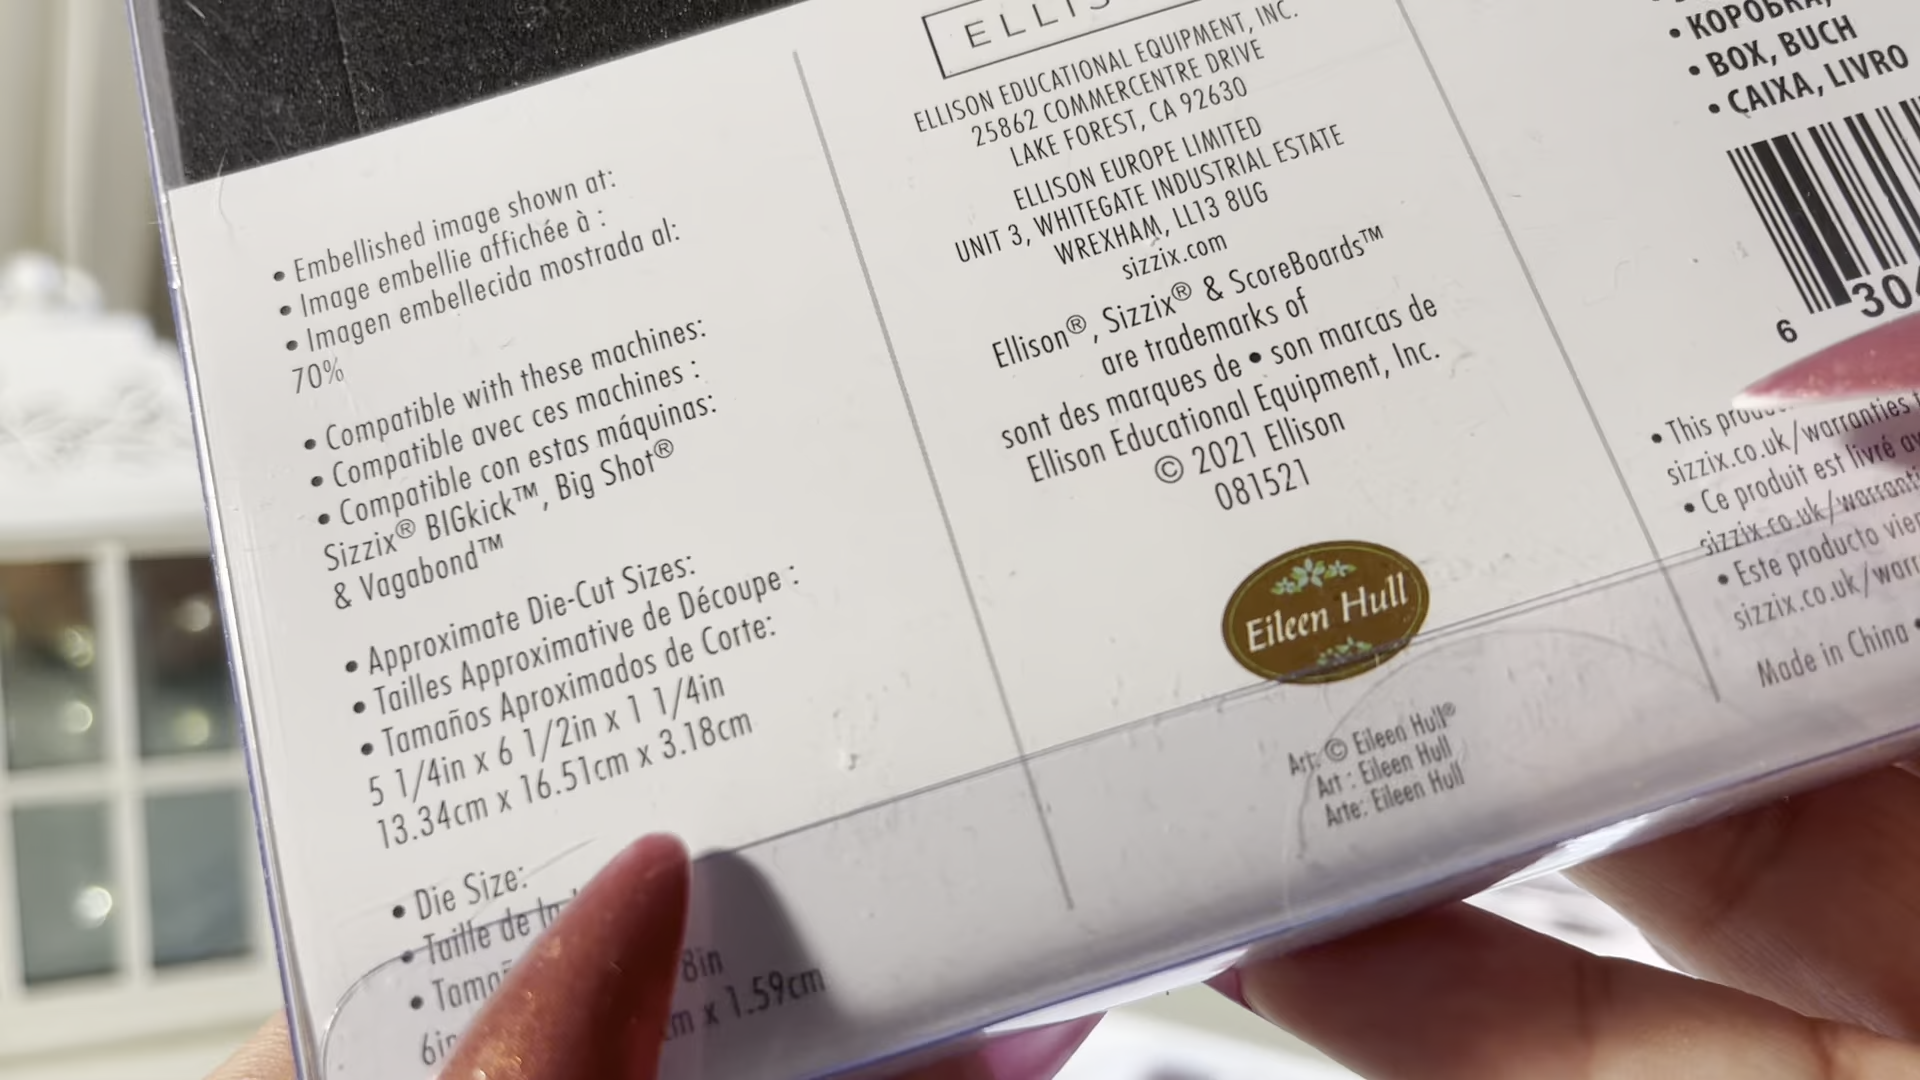 • Embellished image shown at:
• Image embellie affichée à :
• Imagen embellecida mostrada al:
70%
• Compatible with these machines:
• Compatible avec ces machines :
• Compatible con estas máquinas:
Sizzix® BIGkick™, Big Shot®
& Vagabond™
• Approximate Die-Cut Sizes:
• Tailles Approximative de Découpe :
• Tamaños Aproximados de Corte:
5 1/4in x 6 1/2in x 1 1/4in
13.34cm x 16.51cm x 3.18cm
• Die Size:
• Taille de
•
6in 8in
x 1.59cm
ELLISON EDUCATIONAL EQUIPMENT, INC.
25862 COMMERCENTRE DRIVE
LAKE FOREST, CA 92630
ELLISON EUROPE LIMITED
UNIT 3, WHITEGATE INDUSTRIAL ESTATE
WREXHAM, LL13 8UG
sizzix.com
Ellison®, Sizzix® & ScoreBoards™
are trademarks of
sont des marques de • son marcas de
Ellison Educational Equipment, Inc.
© 2021 Ellison
081521
Eileen Hull
Art: © Eileen Hull®
Art : Eileen Hull
Arte: Eileen Hull
• КОРОБКА,
• BOX, BUCH
• CAIXA, LIVRO
6 30
• This
sizzix.co.uk/warranties
• Ce produit est livré
sizzix.co.uk/
• Este producto
sizzix.co.uk/
Made in China •